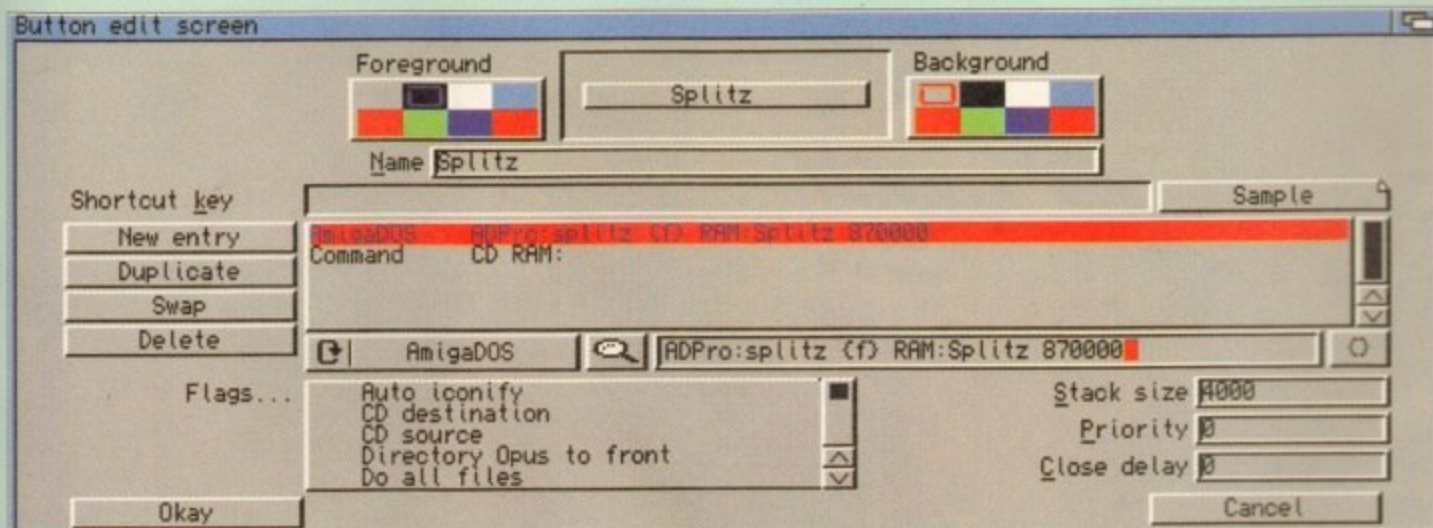 Button edit screen
Foreground
Splitz
Background
Name Splitz
Shortcut key
Sample
New entry
AmigaDOS ADPro:splitz {f} RAM:Splitz 870000
Duplicate
Command CD RAM:
Swap
Delete
AmigaDOS
ADPro:splitz {f} RAM:Splitz 870000
{}
Flags...
Auto iconify
CD destination
CD source
Directory Opus to front
Do all files
Stack size 4000
Priority 0
Close delay 0
Okay
Cancel